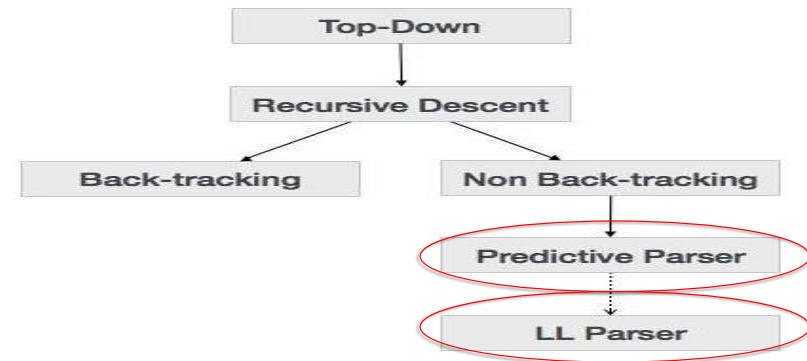 Top-Down
Recursive Descent
Back-tracking
Non Back-tracking
Predictive Parser
LL Parser